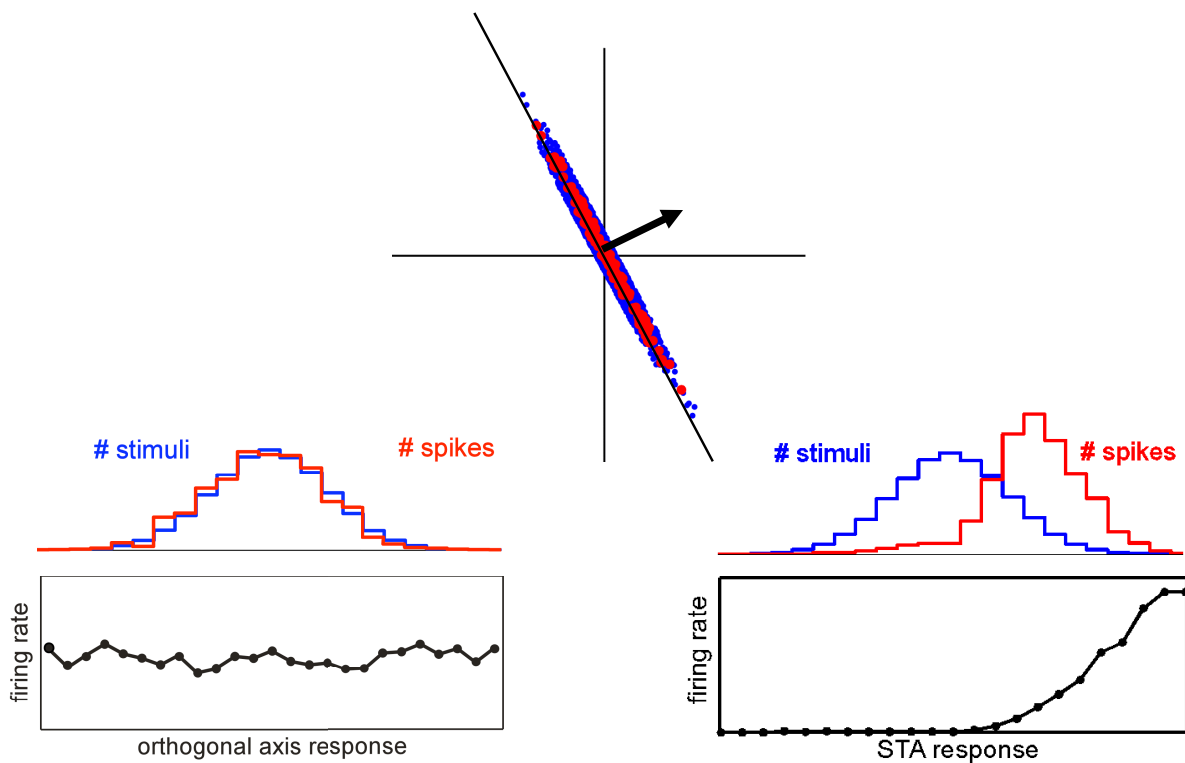 # stimuli
# spikes
# stimuli
# spikes
firing rate
orthogonal axis response
firing rate
STA response